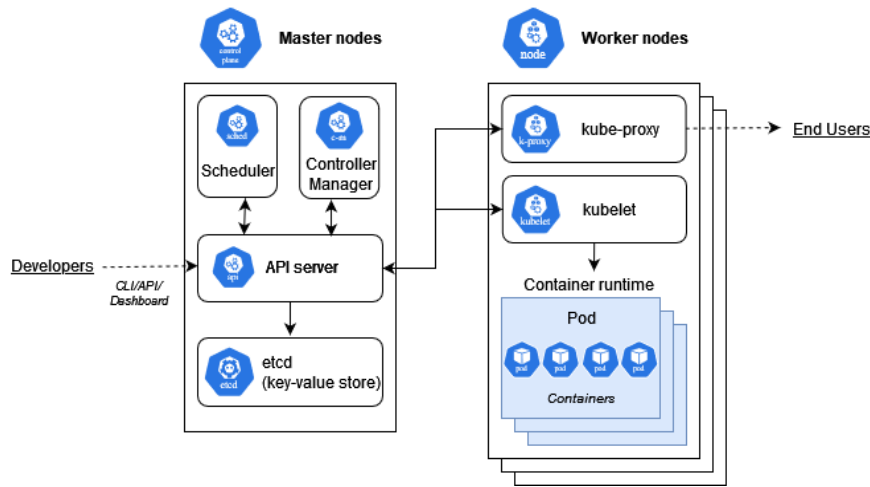 control
plane
Master nodes
node
Worker nodes
sched
Scheduler
c-m
Controller
Manager
k-proxy
kube-proxy
End Users
kubelet
kubelet
Developers
CLI/API/
Dashboard
api
API server
Container runtime
Pod
pod
pod
pod
pod
Containers
etcd
etcd
(key-value store)